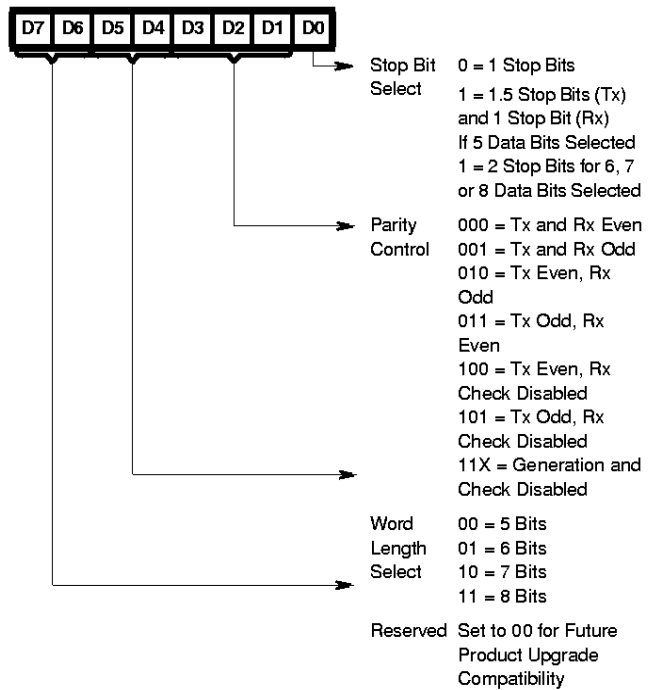 D7 D6 D5 D4 D3 D2 D1 D0
Stop Bit 0 = 1 Stop Bits
Select 1 = 1.5 Stop Bits (Tx)
and 1 Stop Bit (Rx)
If 5 Data Bits Selected
1 = 2 Stop Bits for 6, 7
or 8 Data Bits Selected
Parity 000 = Tx and Rx Even
Control 001 = Tx and Rx Odd
010 = Tx Even, Rx
Odd
011 = Tx Odd, Rx
Even
100 = Tx Even, Rx
Check Disabled
101 = Tx Odd, Rx
Check Disabled
11X = Generation and
Check Disabled
Word 00 = 5 Bits
Length 01 = 6 Bits
Select 10 = 7 Bits
11 = 8 Bits
Reserved Set to 00 for Future
Product Upgrade
Compatibility